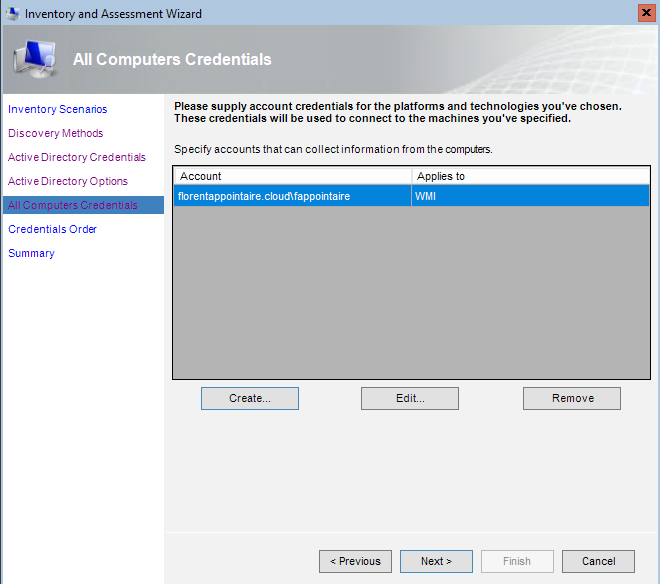 Inventory and Assessment Wizard
All Computers Credentials
Inventory Scenarios
Discovery Methods
Active Directory Credentials
Active Directory Options
All Computers Credentials
Credentials Order
Summary
Please supply account credentials for the platforms and technologies you've chosen.
These credentials will be used to connect to the machines you've specified.
Specify accounts that can collect information from the computers.
Account Applies to
florentappointaire.cloud\fappointaire WMI
Create... Edit... Remove
< Previous Next > Finish Cancel